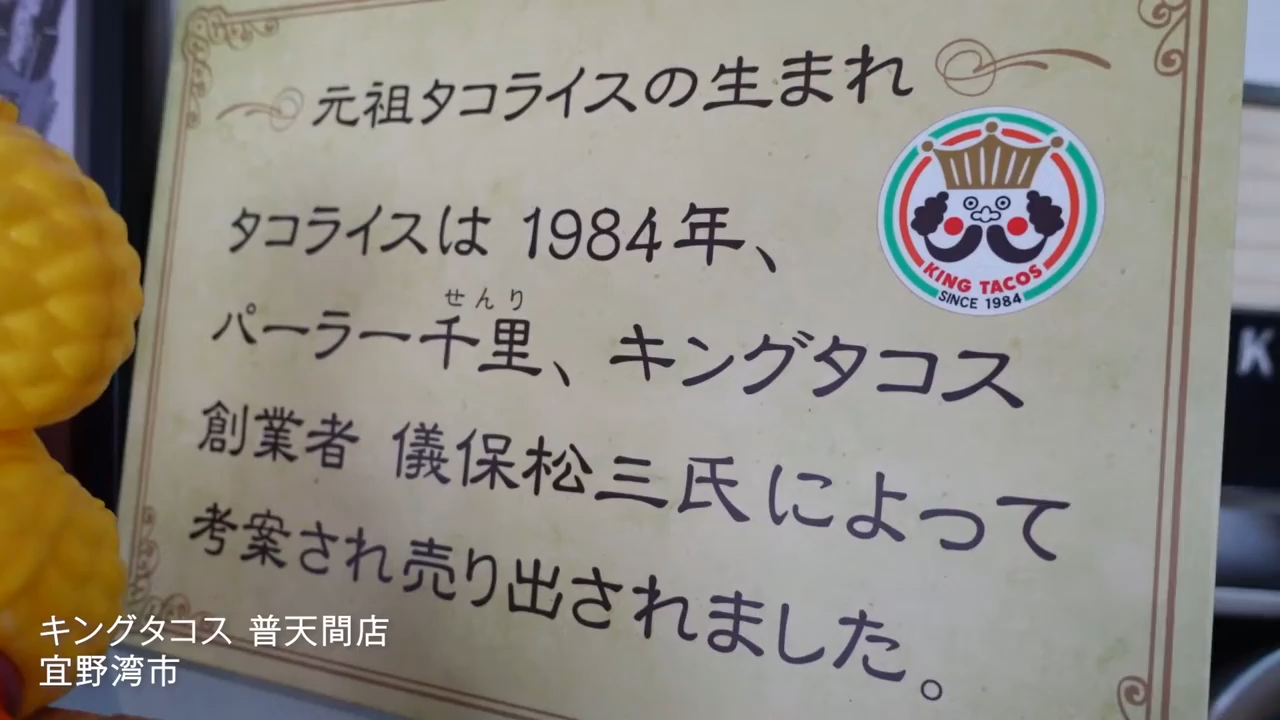 元祖タコライスの生まれ
タコライスは 1984年、
せんり
パーラー千里、キングタコス
創業者 儀保松三氏によって
考案され売り出されました。
KING TACOS
SINCE 1984
K
キングタコス 普天間店
宜野湾市